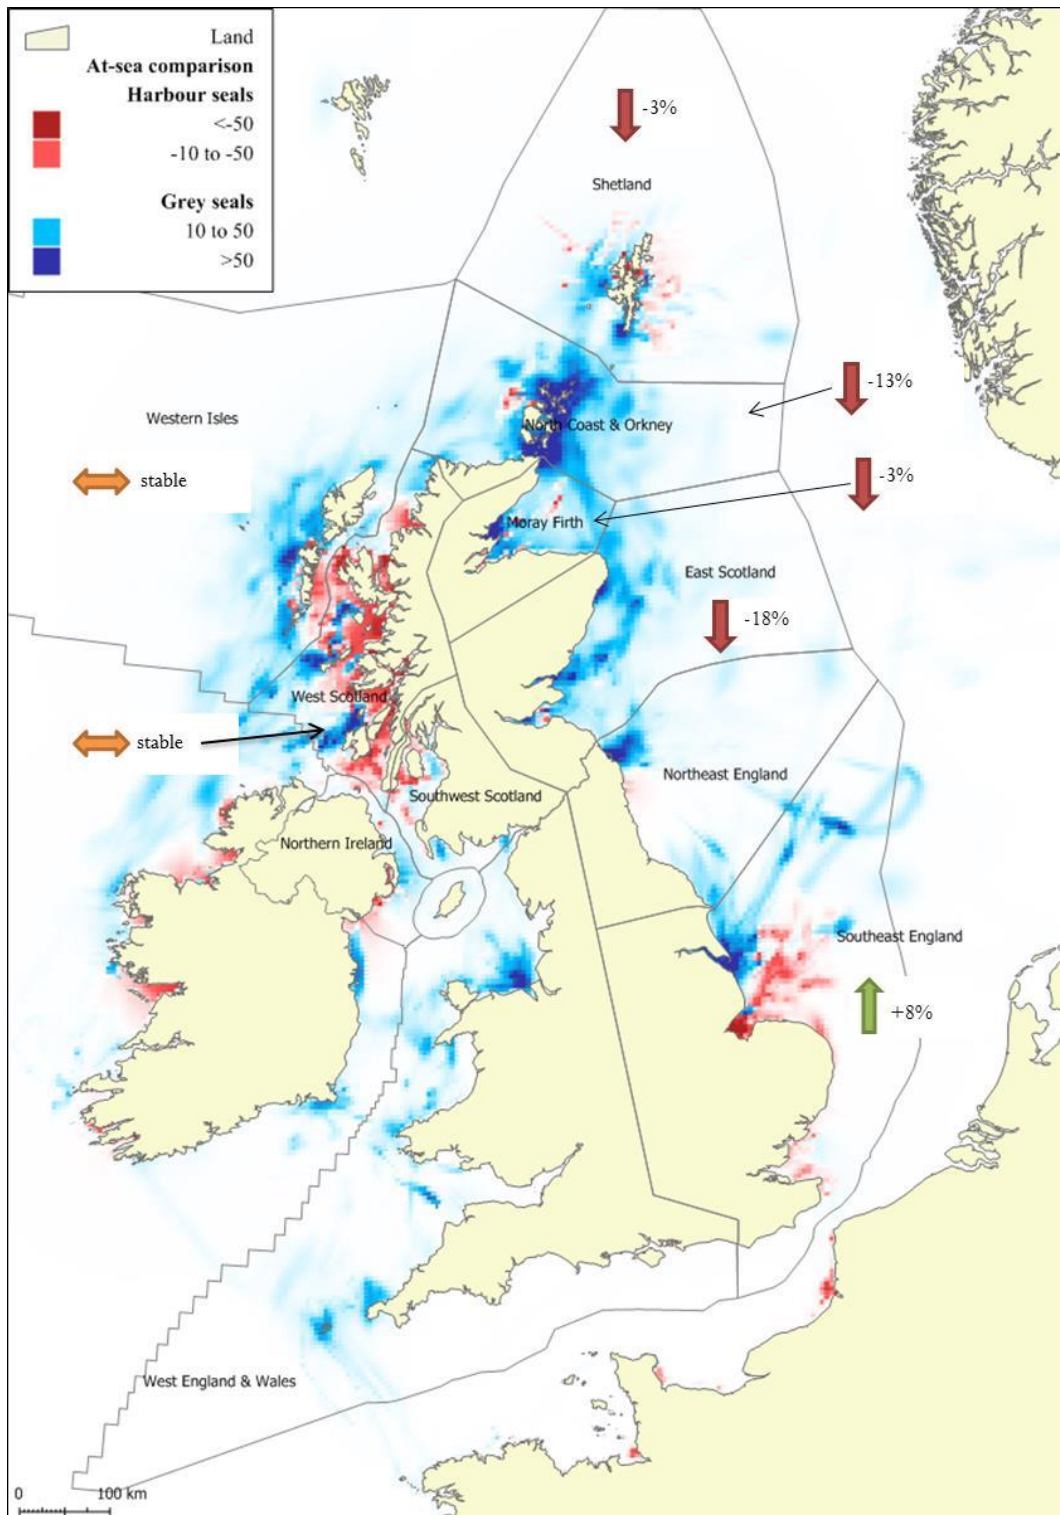 Land
At-sea comparison
Harbour seals
<-50
-10 to -50
Grey seals
10 to 50
>50
-3%
Shetland
-13%
Western Isles
North Coast & Orkney
stable
-3%
Moray Firth
East Scotland
-18%
West Scotland
stable
Northeast England
Southwest Scotland
Northern Ireland
Southeast England
+8%
West England & Wales
0
100 km